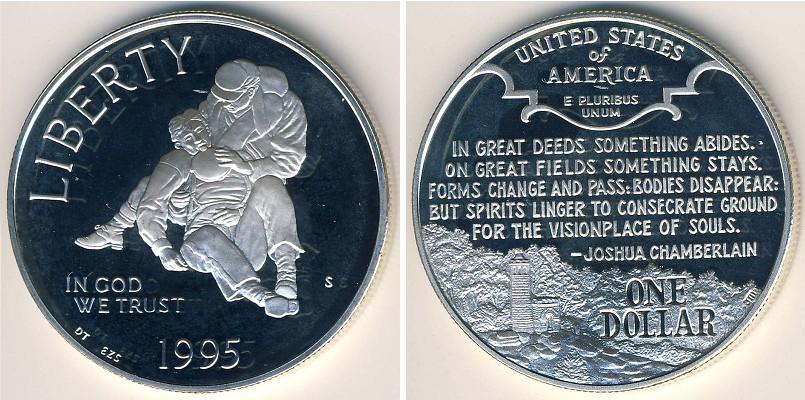 LIBERTY
IN GOD
WE TRUST
S
DT EZS
1995
UNITED STATES
of
AMERICA
E PLURIBUS
UNUM
IN GREAT DEEDS SOMETHING ABIDES.
ON GREAT FIELDS SOMETHING STAYS.
FORMS CHANGE AND PASS: BODIES DISAPPEAR:
BUT SPIRITS LINGER TO CONSECRATE GROUND
FOR THE VISIONPLACE OF SOULS.
—JOSHUA CHAMBERLAIN
ONE
DOLLAR